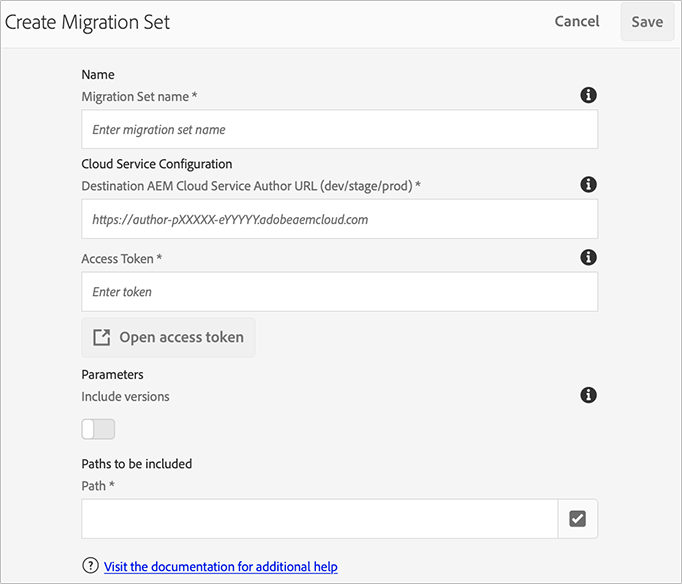 Create Migration Set
Cancel
Save
Name
Migration Set name *
Enter migration set name
Cloud Service Configuration
Destination AEM Cloud Service Author URL (dev/stage/prod) *
https://author-pXXXXX-eYYYYY.adobeaemcloud.com
Access Token *
Enter token
Open access token
Parameters
Include versions
Paths to be included
Path *
Visit the documentation for additional help